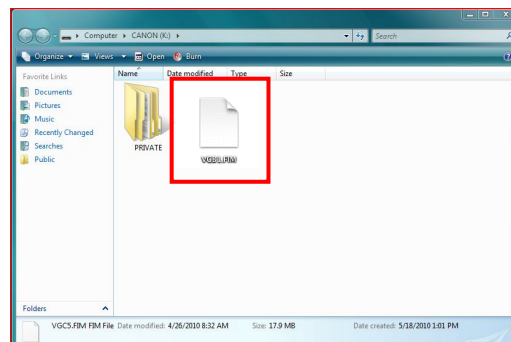 Computer ▸ CANON (K:) ▸
Search
Organize Views Open Burn
Favorite Links
Name Date modified Type Size
Documents
Pictures
Music
Recently Changed
Searches
Public
PRIVATE
Folders
VGC5.FIM FIM File Date modified: 4/26/2010 8:32 AM Size: 17.9 MB Date created: 5/18/2010 1:01 PM